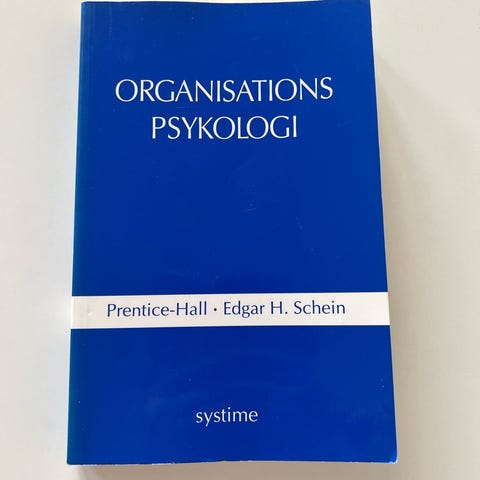 ORGANISATIONS
PSYKOLOGI
Prentice-Hall • Edgar H. Schein
systime